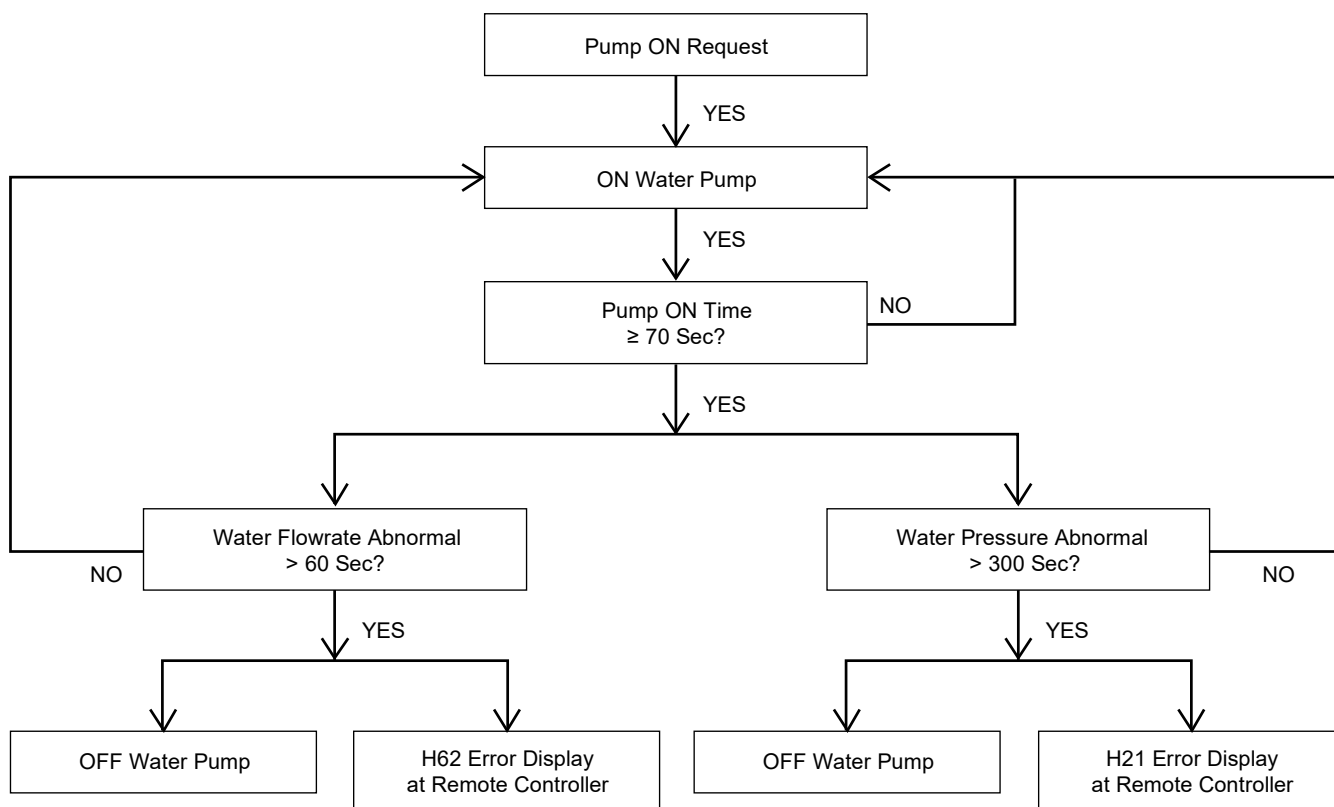 Pump ON Request
YES
ON Water Pump
YES
Pump ON Time
≥ 70 Sec?
NO
YES
Water Flowrate Abnormal
> 60 Sec?
NO
YES
Water Pressure Abnormal
> 300 Sec?
NO
YES
OFF Water Pump
H62 Error Display
at Remote Controller
OFF Water Pump
H21 Error Display
at Remote Controller